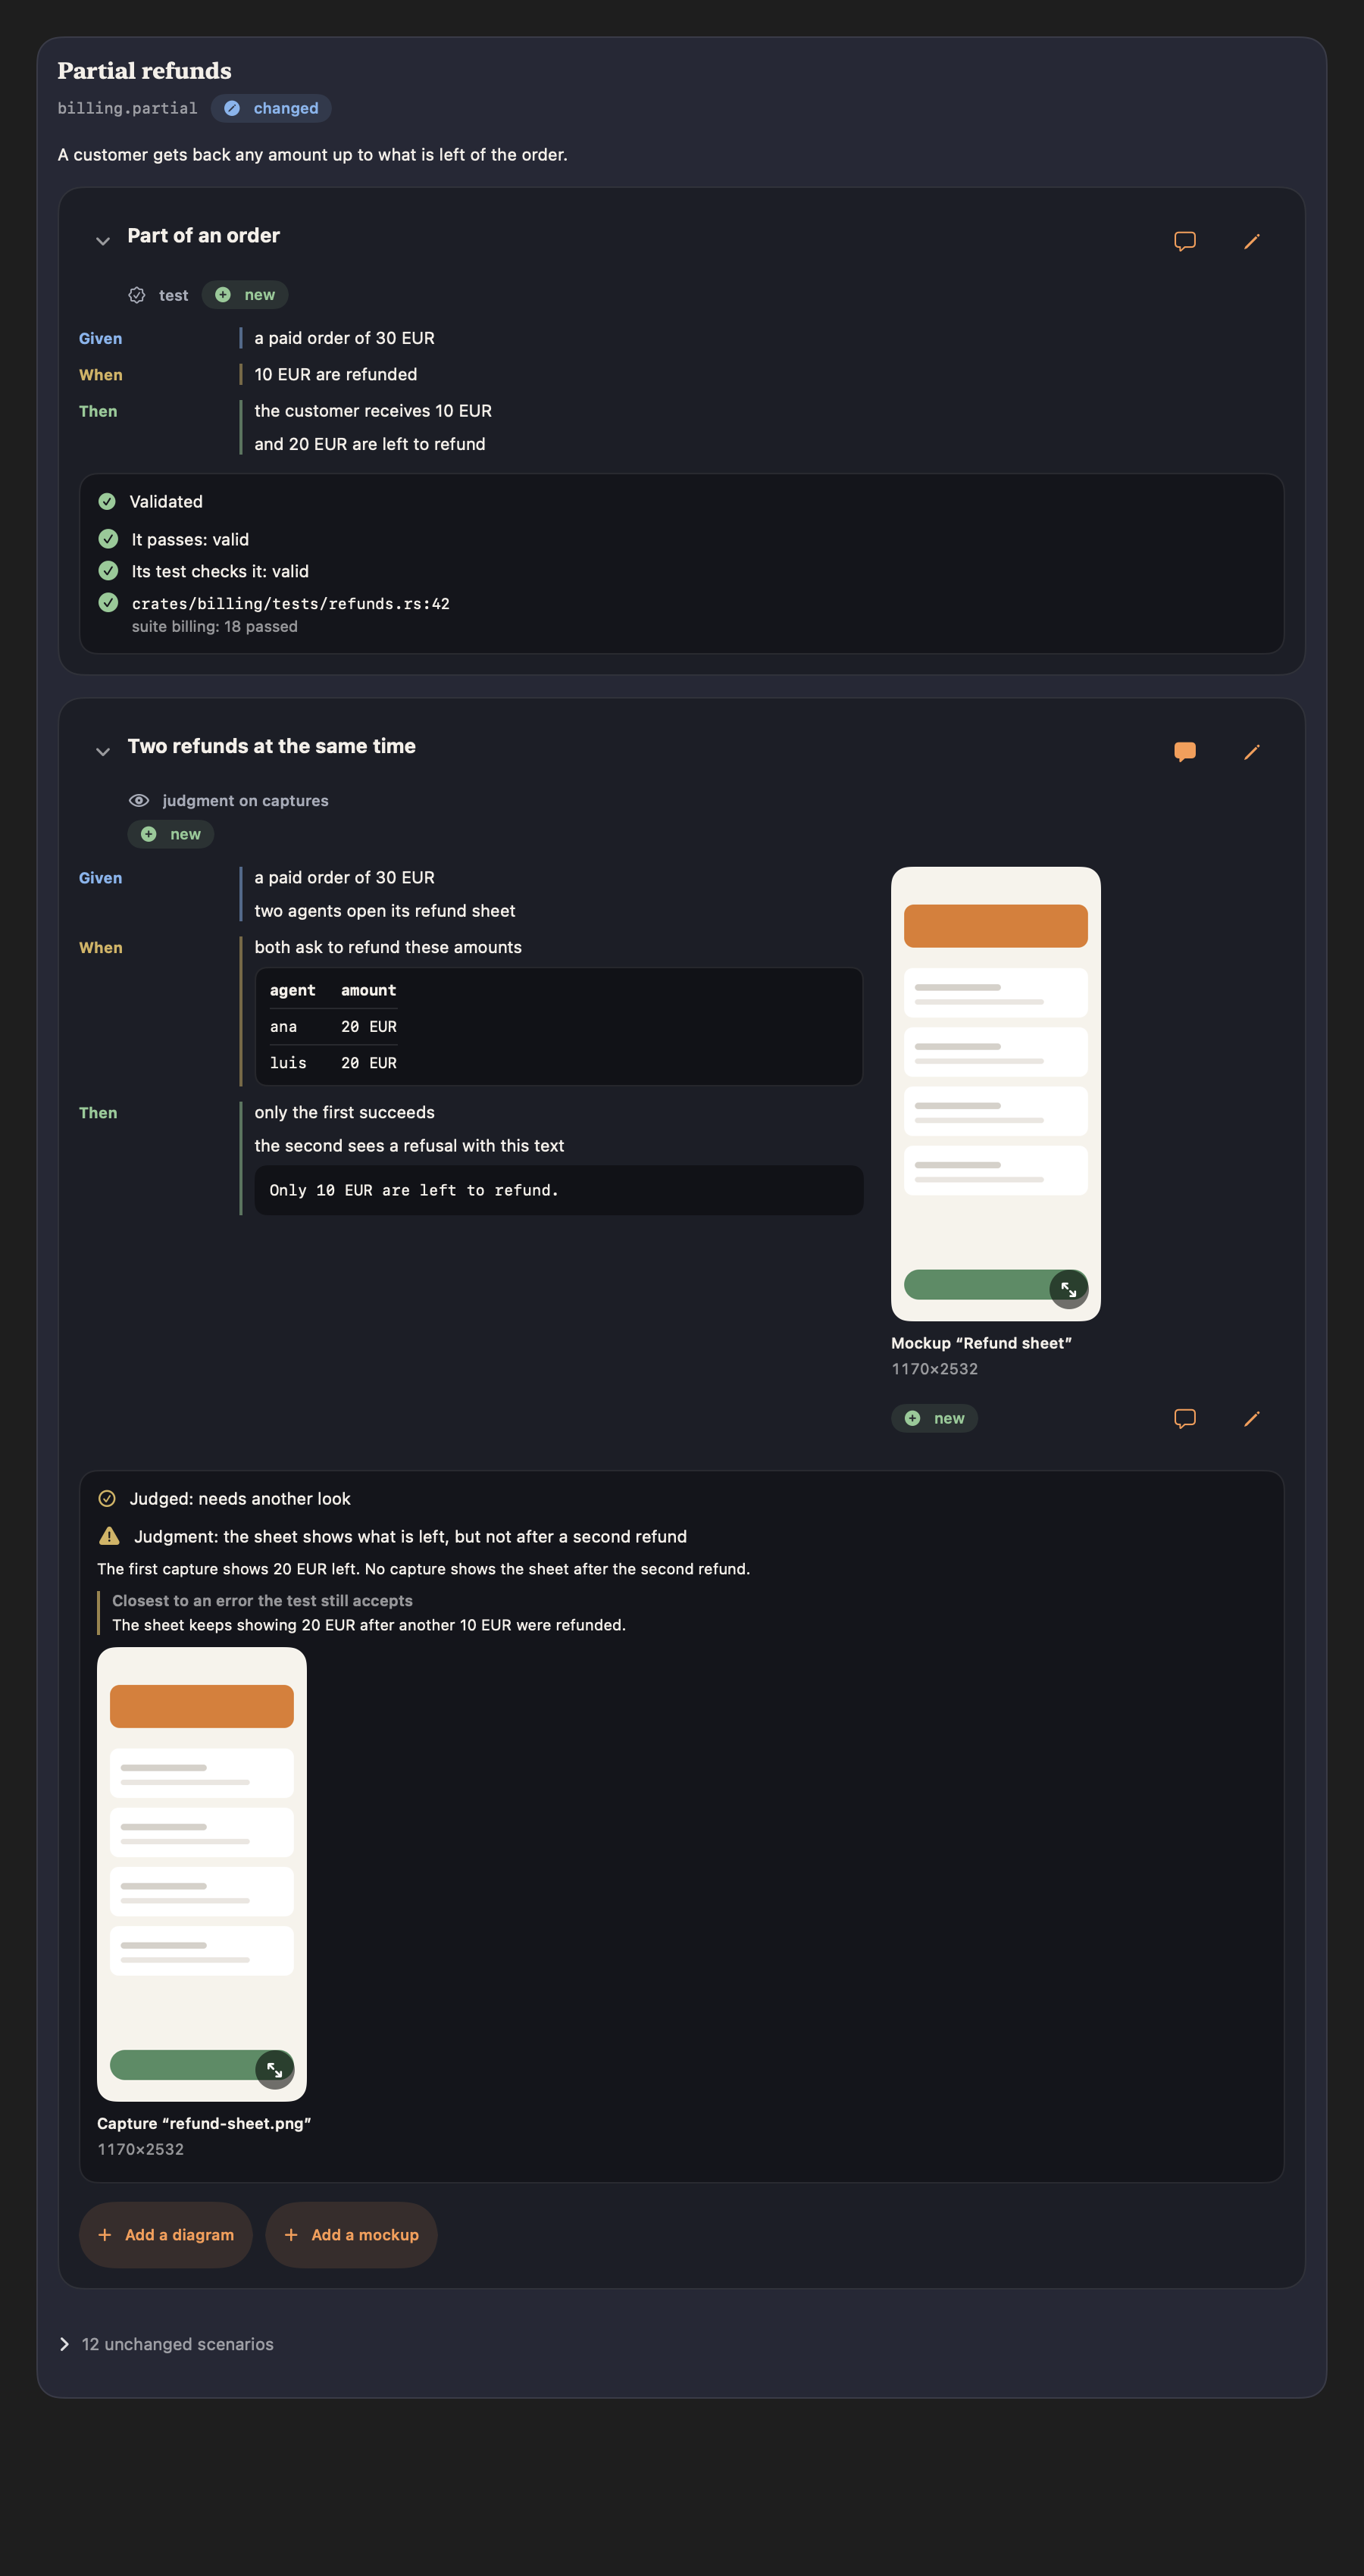 Partial refunds
billing.partial changed
A customer gets back any amount up to what is left of the order.
Part of an order
test new
Given a paid order of 30 EUR
When 10 EUR are refunded
Then the customer receives 10 EUR
and 20 EUR are left to refund
Validated
It passes: valid
Its test checks it: valid
crates/billing/tests/refunds.rs:42
suite billing: 18 passed
Two refunds at the same time
judgment on captures
new
Given a paid order of 30 EUR
two agents open its refund sheet
When both ask to refund these amounts
agent amount
ana 20 EUR
luis 20 EUR
Then only the first succeeds
the second sees a refusal with this text
Only 10 EUR are left to refund.
Mockup “Refund sheet”
1170×2532
new
Judged: needs another look
Judgment: the sheet shows what is left, but not after a second refund
The first capture shows 20 EUR left. No capture shows the sheet after the second refund.
Closest to an error the test still accepts
The sheet keeps showing 20 EUR after another 10 EUR were refunded.
Capture “refund-sheet.png”
1170×2532
+ Add a diagram + Add a mockup
12 unchanged scenarios